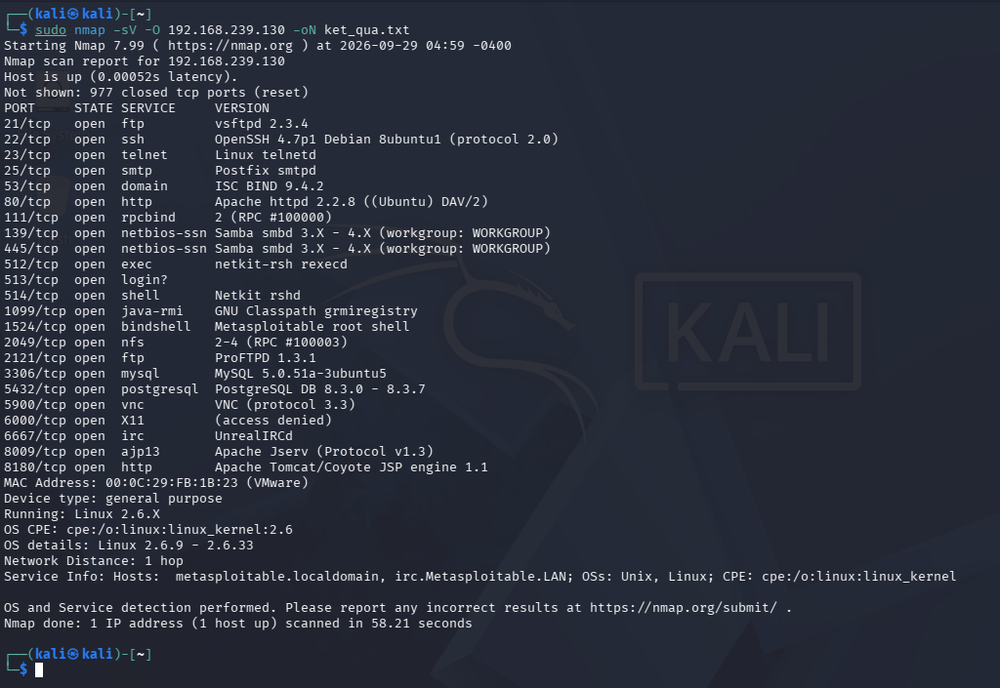 ┌──(kali㉿kali)-[~]
└─$ sudo nmap -sV -O 192.168.239.130 -oN ket_qua.txt
Starting Nmap 7.99 ( https://nmap.org ) at 2026-09-29 04:59 -0400
Nmap scan report for 192.168.239.130
Host is up (0.00052s latency).
Not shown: 977 closed tcp ports (reset)
PORT     STATE SERVICE     VERSION
21/tcp   open  ftp         vsftpd 2.3.4
22/tcp   open  ssh         OpenSSH 4.7p1 Debian 8ubuntu1 (protocol 2.0)
23/tcp   open  telnet      Linux telnetd
25/tcp   open  smtp        Postfix smtpd
53/tcp   open  domain      ISC BIND 9.4.2
80/tcp   open  http        Apache httpd 2.2.8 ((Ubuntu) DAV/2)
111/tcp  open  rpcbind     2 (RPC #100000)
139/tcp  open  netbios-ssn Samba smbd 3.X - 4.X (workgroup: WORKGROUP)
445/tcp  open  netbios-ssn Samba smbd 3.X - 4.X (workgroup: WORKGROUP)
512/tcp  open  exec        netkit-rsh rexecd
513/tcp  open  login?
514/tcp  open  shell       Netkit rshd
1099/tcp open  java-rmi    GNU Classpath grmiregistry
1524/tcp open  bindshell   Metasploitable root shell
2049/tcp open  nfs         2-4 (RPC #100003)
2121/tcp open  ftp         ProFTPD 1.3.1
3306/tcp open  mysql       MySQL 5.0.51a-3ubuntu5
5432/tcp open  postgresql  PostgreSQL DB 8.3.0 - 8.3.7
5900/tcp open  vnc         VNC (protocol 3.3)
6000/tcp open  X11         (access denied)
6667/tcp open  irc         UnrealIRCd
8009/tcp open  ajp13       Apache Jserv (Protocol v1.3)
8180/tcp open  http        Apache Tomcat/Coyote JSP engine 1.1
MAC Address: 00:0C:29:FB:1B:23 (VMware)
Device type: general purpose
Running: Linux 2.6.X
OS CPE: cpe:/o:linux:linux_kernel:2.6
OS details: Linux 2.6.9 - 2.6.33
Network Distance: 1 hop
Service Info: Hosts:  metasploitable.localdomain, irc.Metasploitable.LAN; OSs: Unix, Linux; CPE: cpe:/o:linux:linux_kernel
OS and Service detection performed. Please report any incorrect results at https://nmap.org/submit/ .
Nmap done: 1 IP address (1 host up) scanned in 58.21 seconds
┌──(kali㉿kali)-[~]
└─$
KALI